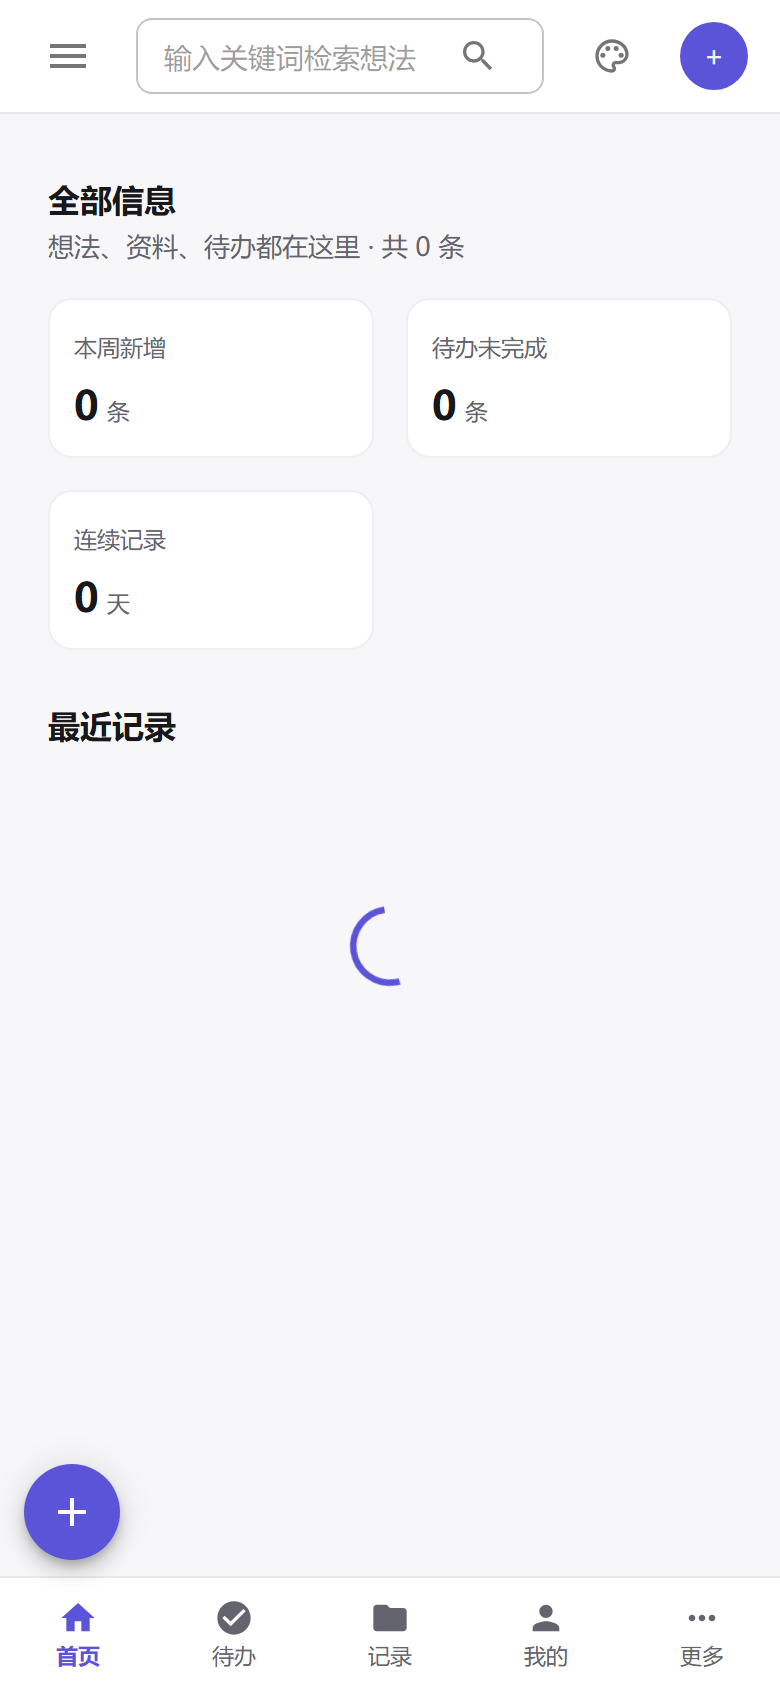 输入关键词检索想法
+
全部信息
想法、资料、待办都在这里 · 共 0 条
本周新增
0 条
待办未完成
0 条
连续记录
0 天
最近记录
首页
待办
记录
我的
更多